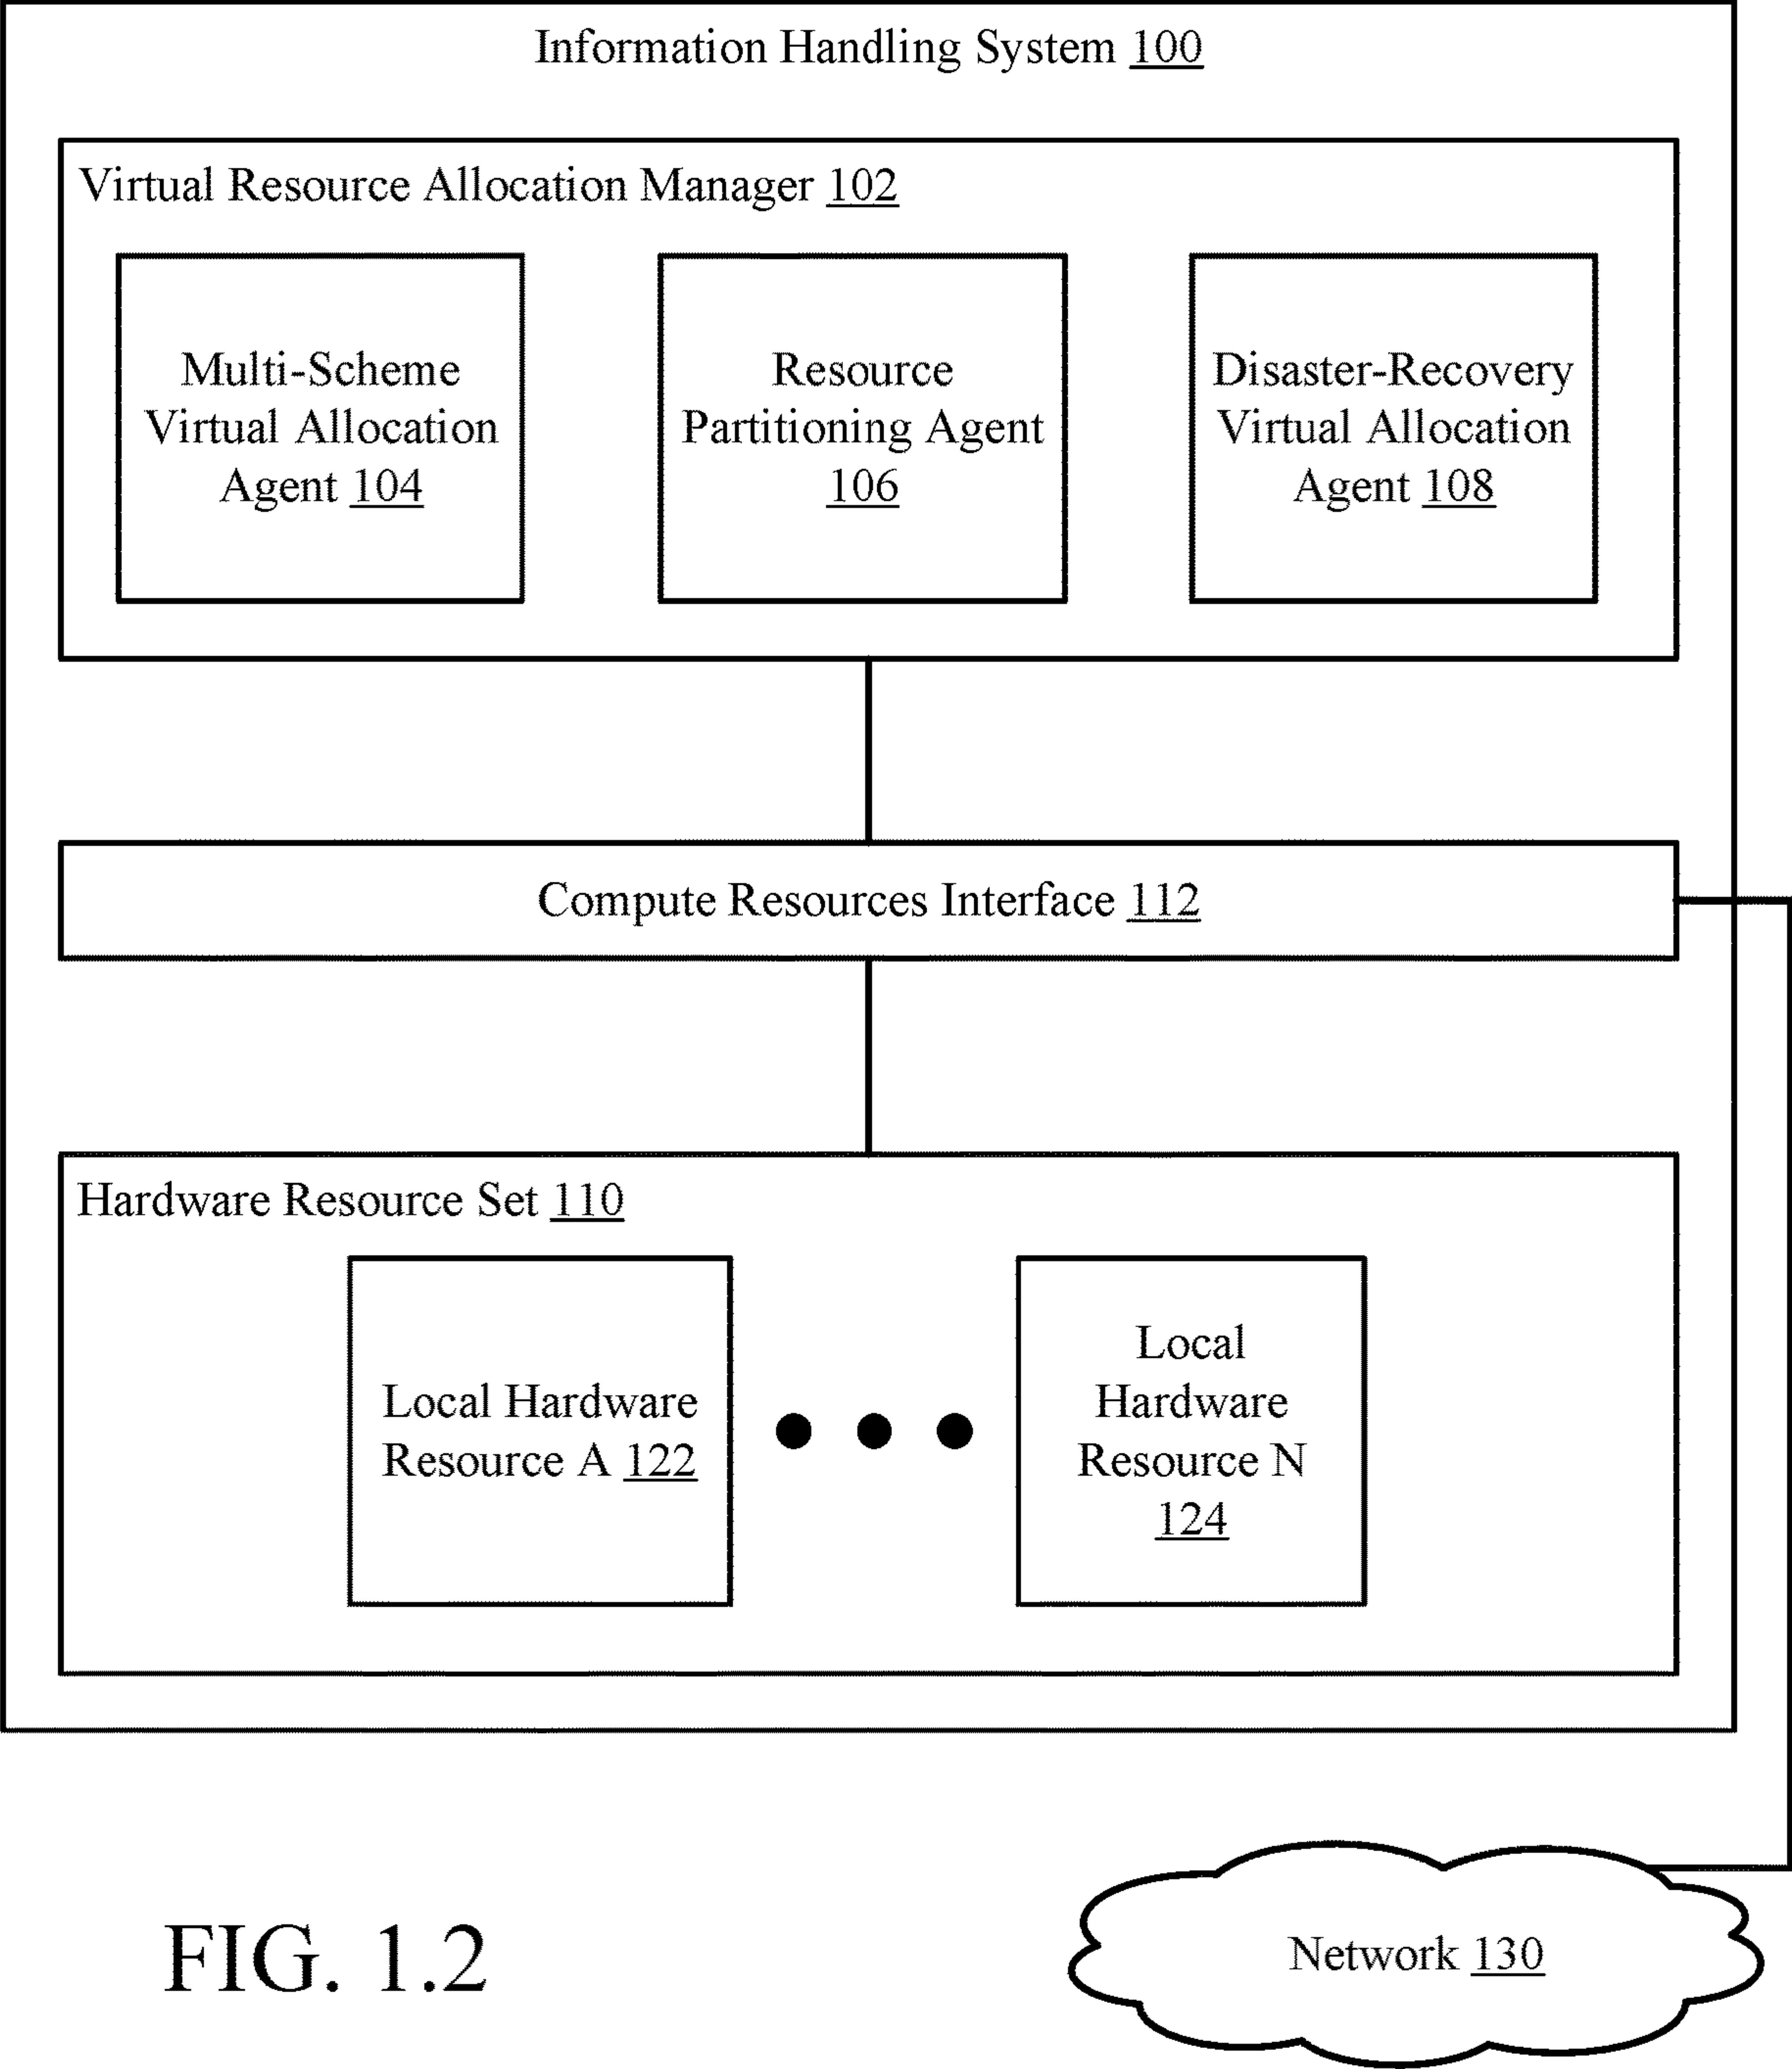 Information Handling System 100
Virtual Resource Allocation Manager 102
Multi-Scheme
Virtual Allocation
Agent 104
Resource
Partitioning Agent
106
Disaster-Recovery
Virtual Allocation
Agent 108
Compute Resources Interface 112
Hardware Resource Set 110
Local Hardware
Resource A 122
Local
Hardware
Resource N
124
Network 130
FIG. 1.2